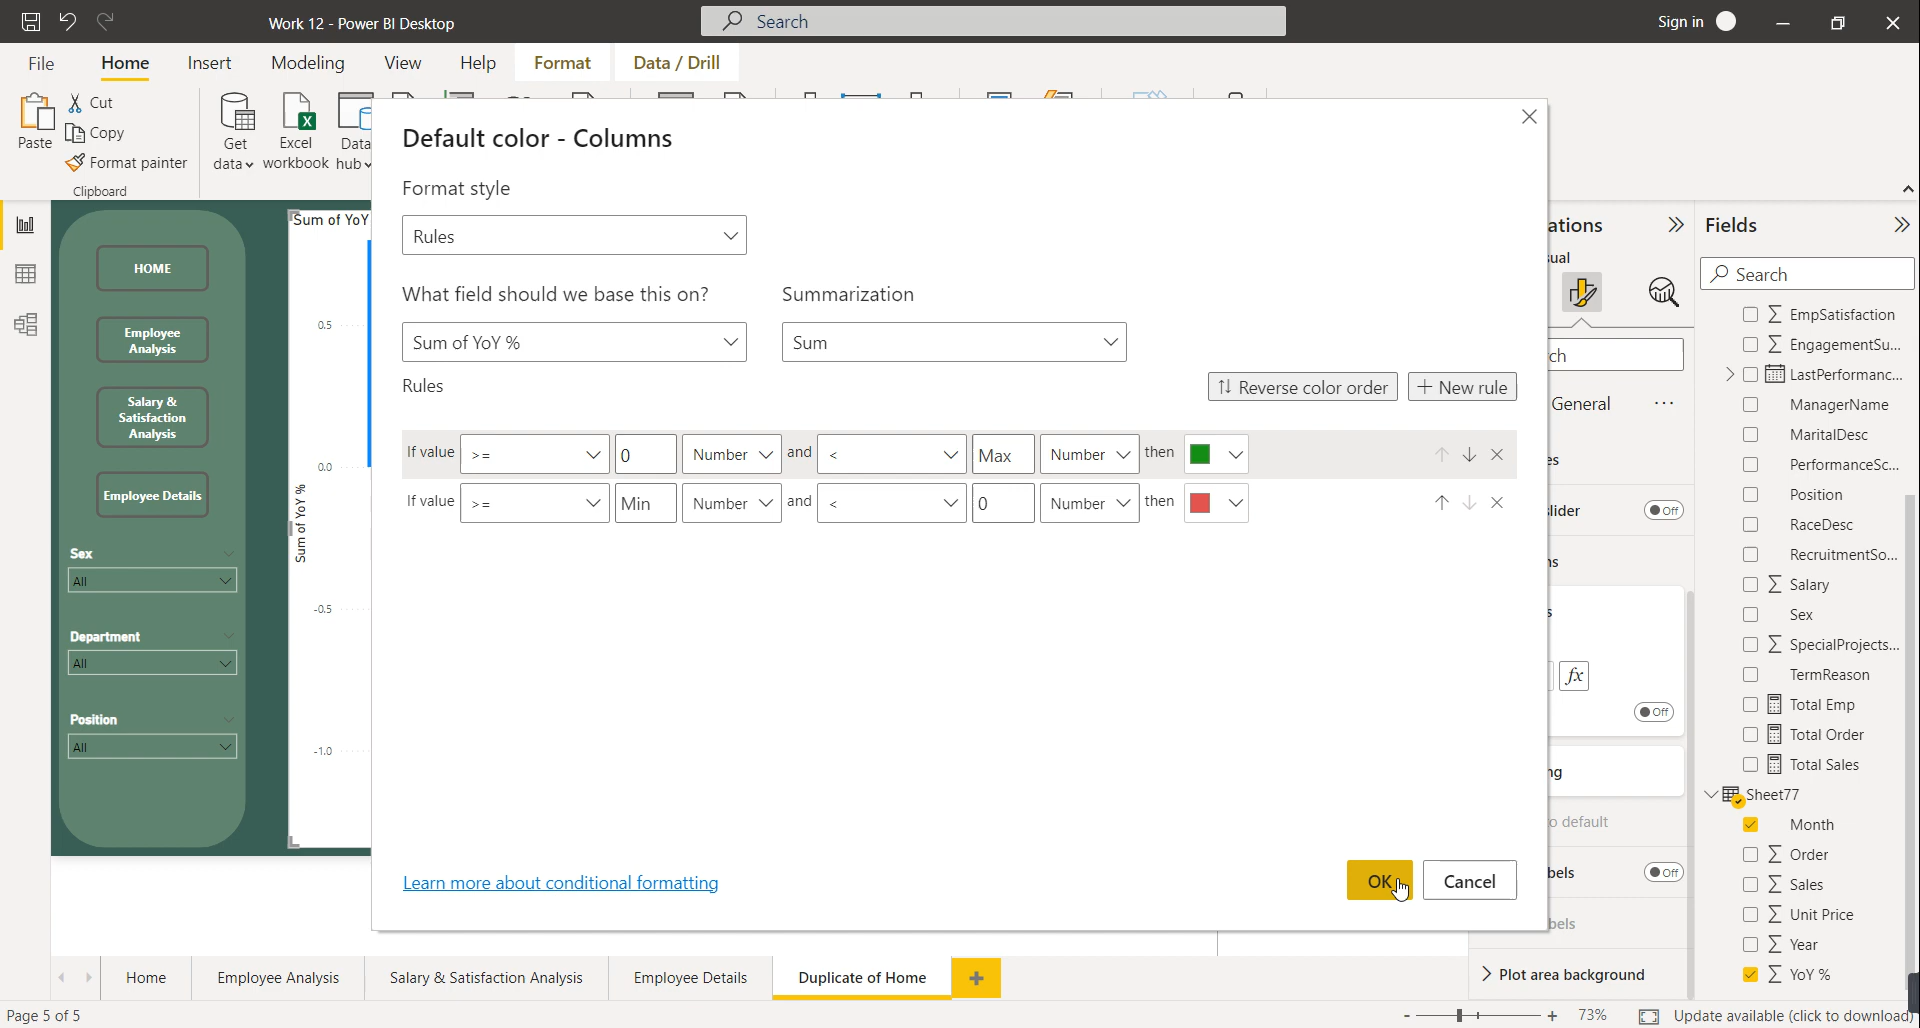 Work 12 - Power BI Desktop
Search
Sign in
File
Home
Insert
Modeling
View
Help
Format
Data / Drill
Paste
Cut
Copy
Format painter
Clipboard
Get
data
Excel
workbook
Data
hub
Default color - Columns
Format style
Rules
What field should we base this on?
Summarization
Sum of YoY %
Sum
Rules
Reverse color order
New rule
If value >= 0 Number and < Max Number then
If value >= Min Number and < 0 Number then
Learn more about conditional formatting
OK
Cancel
HOME
Employee
Analysis
Salary &
Satisfaction
Analysis
Employee Details
Sex
All
Department
All
Position
All
Sum of YoY
0.5
0.0
-0.5
-1.0
Sum of YoY %
ations
sual
ch
General
es
slider
Off
ns
s
fx
Off
ng
o default
bels
Off
bels
Plot area background
Fields
Search
EmpSatisfaction
EngagementSu...
LastPerformanc...
ManagerName
MaritalDesc
PerformanceSc...
Position
RaceDesc
RecruitmentSo...
Salary
Sex
SpecialProjects...
TermReason
Total Emp
Total Order
Total Sales
Sheet77
Month
Order
Sales
Unit Price
Year
YoY %
Home
Employee Analysis
Salary & Satisfaction Analysis
Employee Details
Duplicate of Home
Page 5 of 5
- + 73%
Update available (click to download)